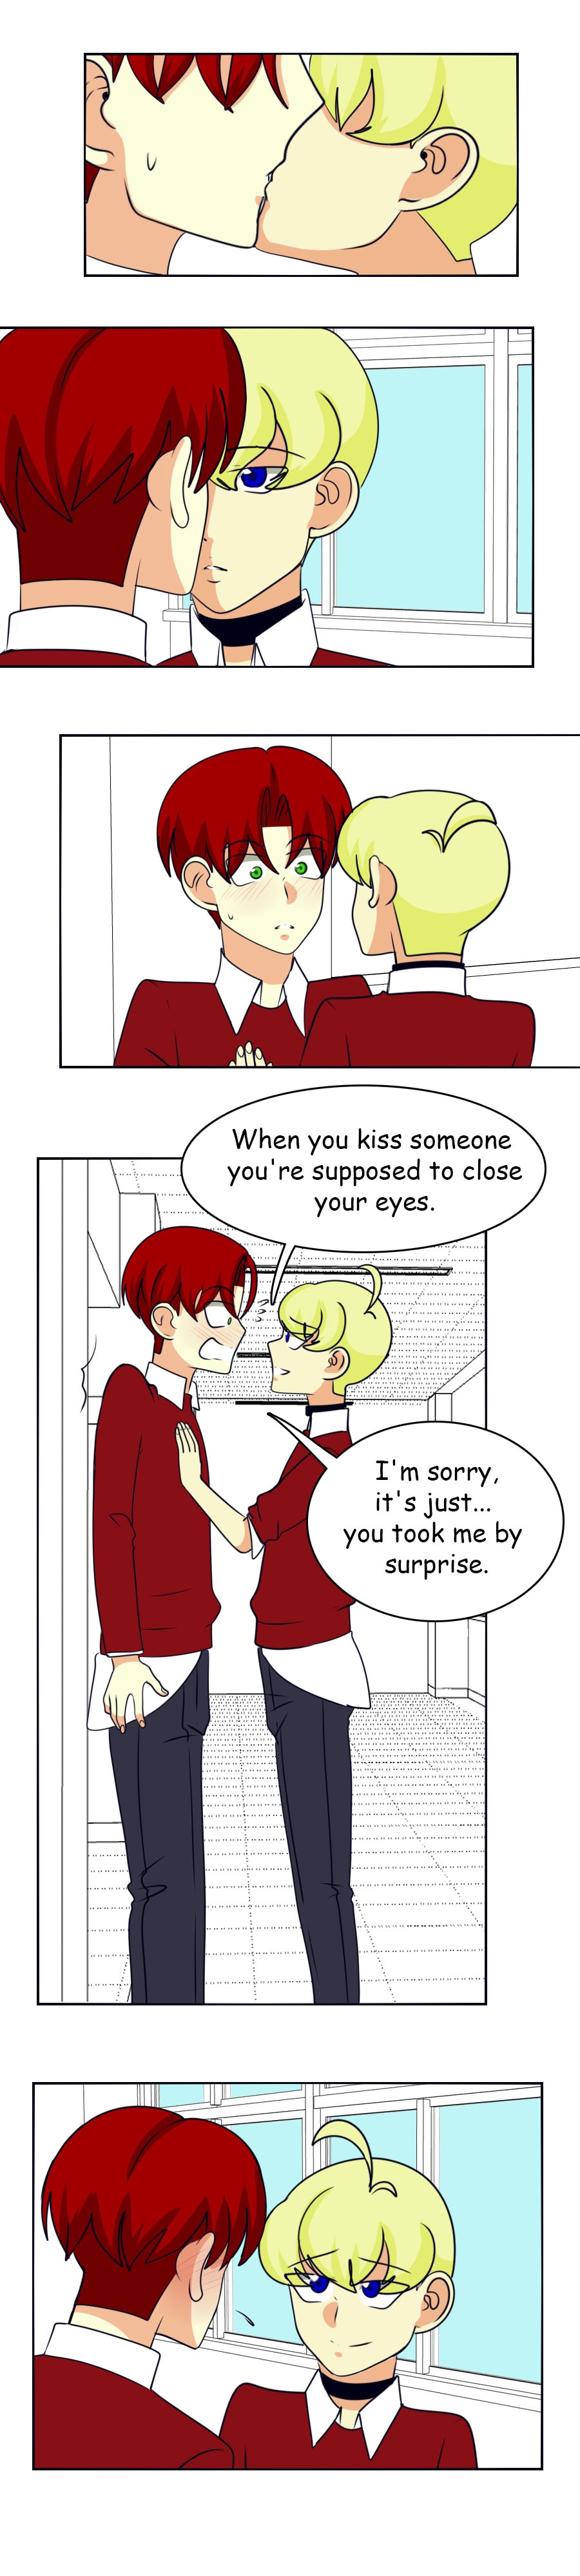 When you kiss someone
you're supposed to close
your eyes.
I'm sorry,
it's just...
you took me by
surprise.